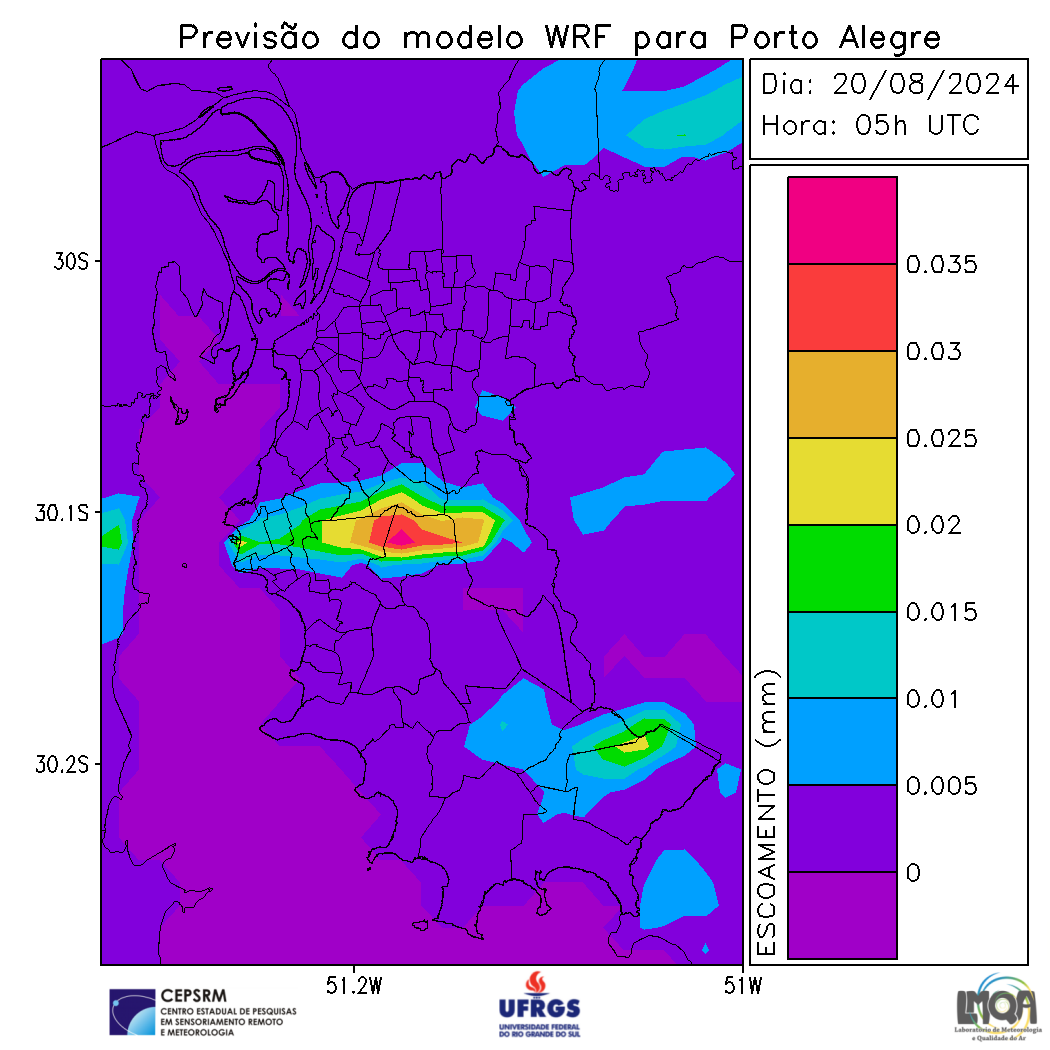 Previsão do modelo WRF para Porto Alegre
Dia: 20/08/2024
Hora: 05h UTC
30S
30.1S
30.2S
51.2W
51W
ESCOAMENTO (mm)
0.035
0.03
0.025
0.02
0.015
0.01
0.005
0
CEPSRM
CENTRO ESTADUAL DE PESQUISAS
EM SENSORIAMENTO REMOTO
E METEOROLOGIA
UFRGS
UNIVERSIDADE FEDERAL
DO RIO GRANDE DO SUL
LMQA
Laboratório de Meteorologia
e Qualidade do Ar